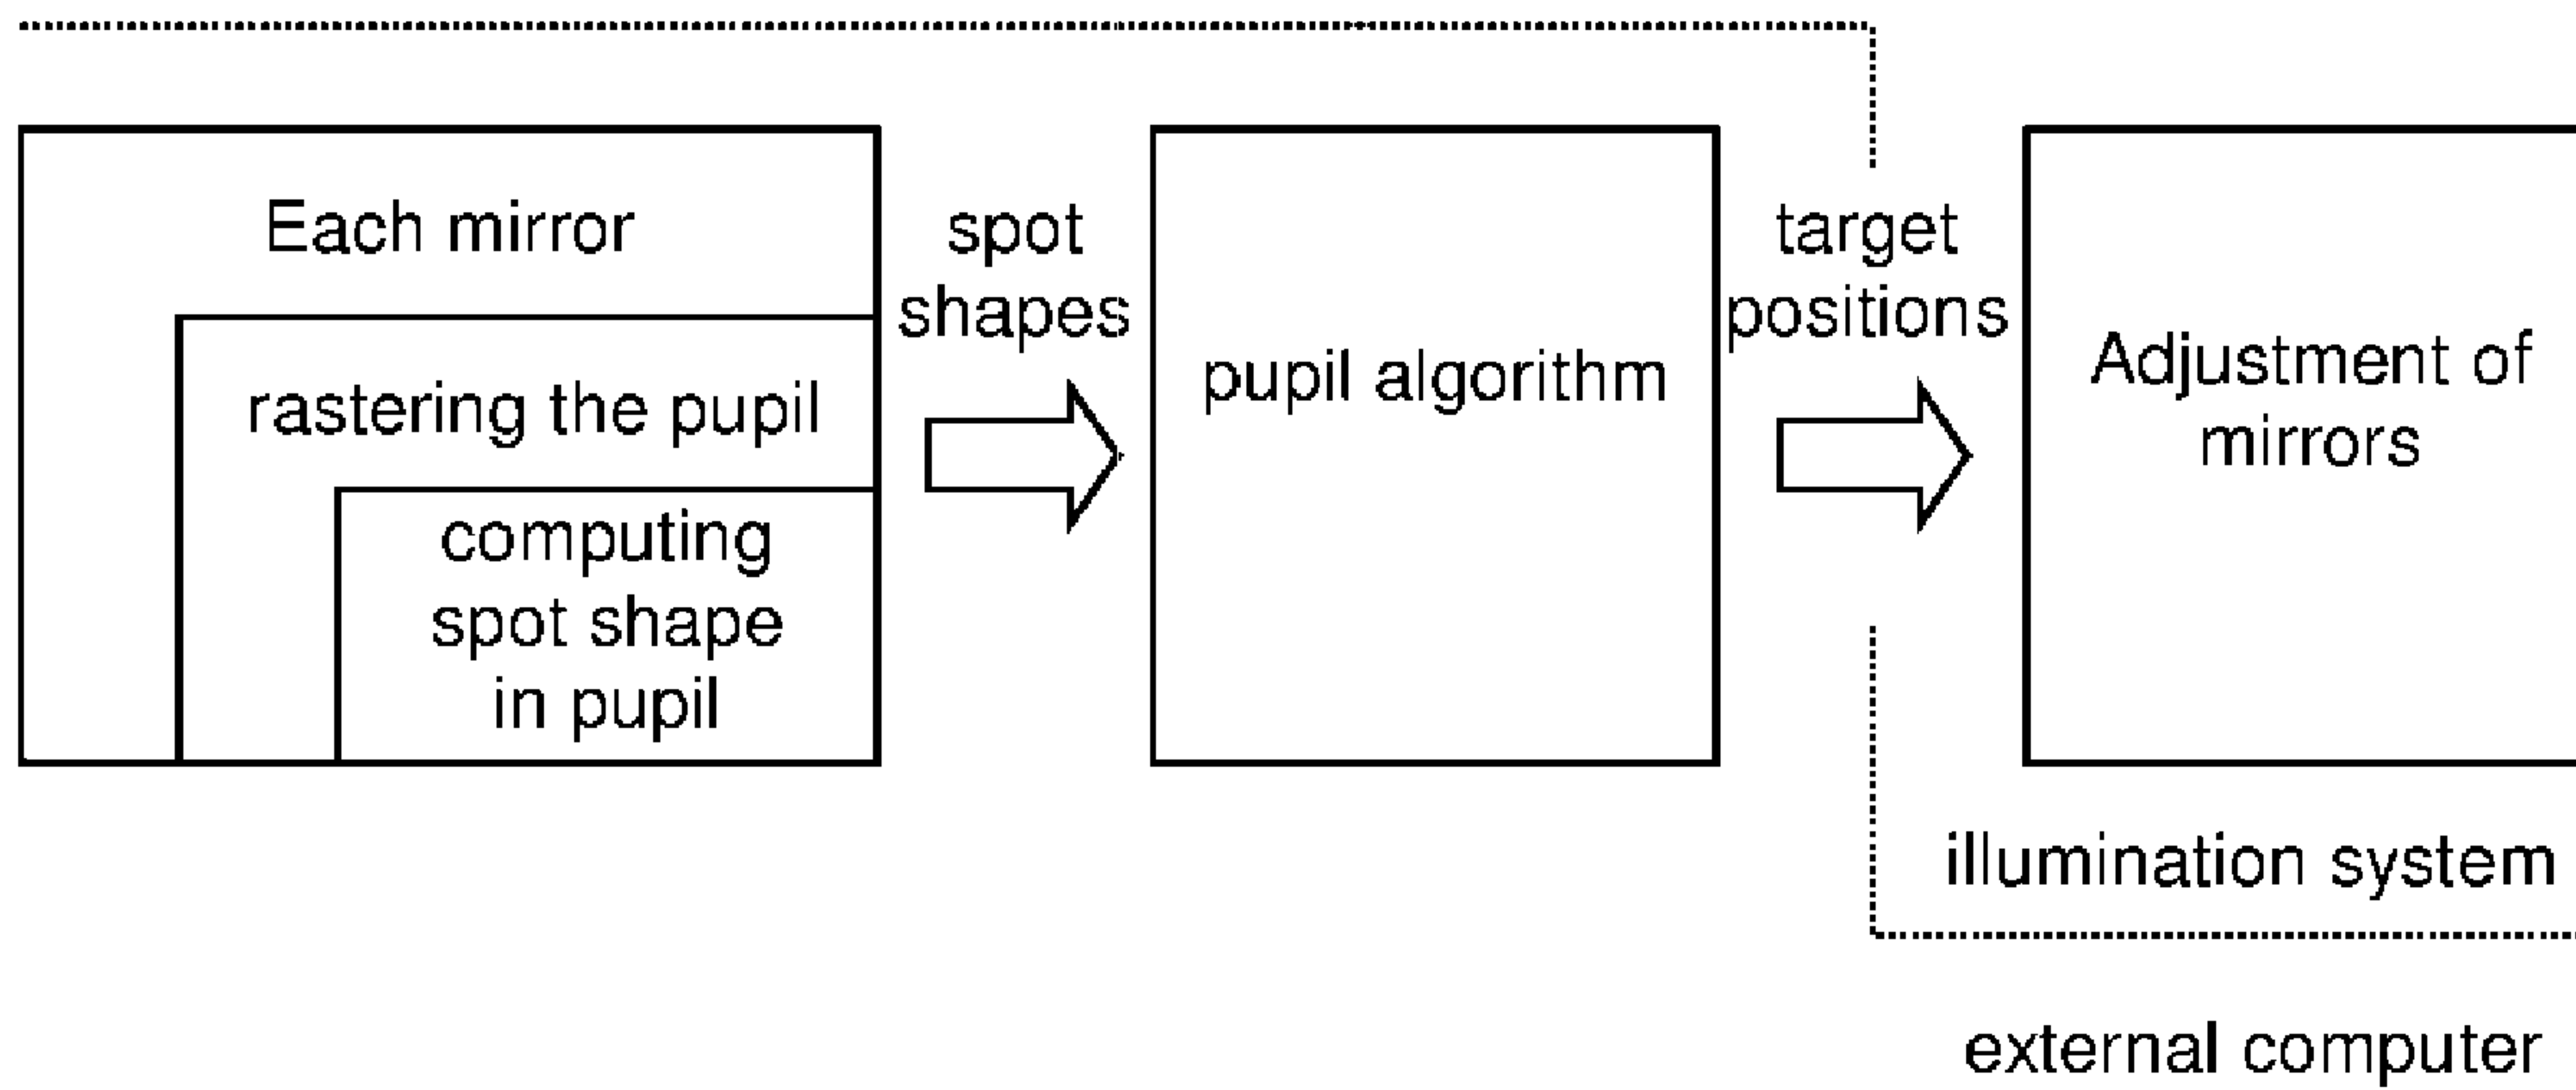 Each mirror
rastering the pupil
computing
spot shape
in pupil
spot
shapes
pupil algorithm
target
positions
Adjustment of
mirrors
illumination system
external computer